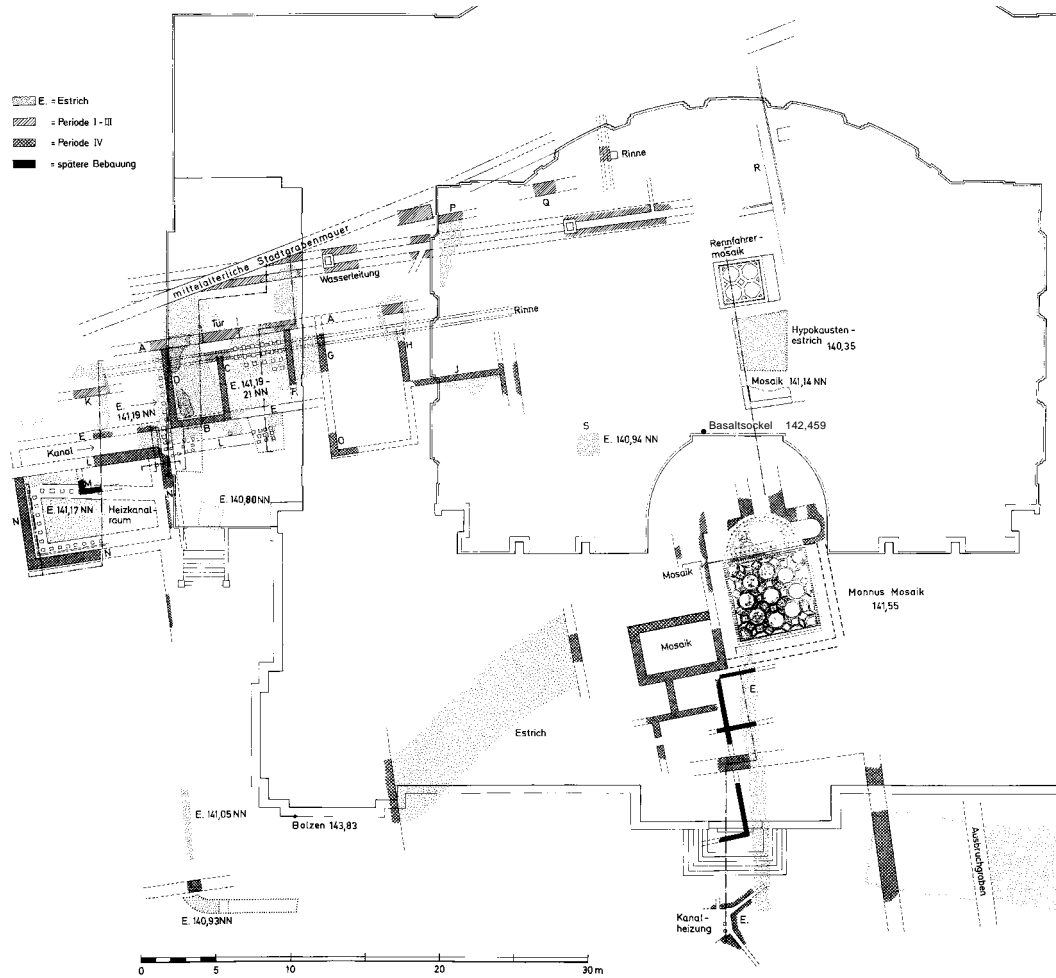 E. = Estrich
= Periode I - III
= Periode IV
= spätere Bebauung
Rinne
R
Q
P
mittelalterliche Stadtgrabenmauer
Wasserleitung
Rennfahrer-
mosaik
Hypokausten-
estrich
140,35
Mosaik 141,14 NN
Tür
A
Rinne
A
G
H
J
D
C
E. 141,19 -
21 NN
F
K
E.
141,19 NN
E
B
E
L
O
S
E. 140,94 NN
Basaltsockel 142,459
Kanal
L
M
N
E. 141,17 NN
Heizkanal-
raum
E. 140,80 NN
N
N
Mosaik
Monnus Mosaik
141,55
Mosaik
E.
Estrich
E. 141,05 NN
Bolzen 143,83
Ausbruchgraben
E. 140,93 NN
Kanal-
heizung
E.
0 5 10 20 30 m